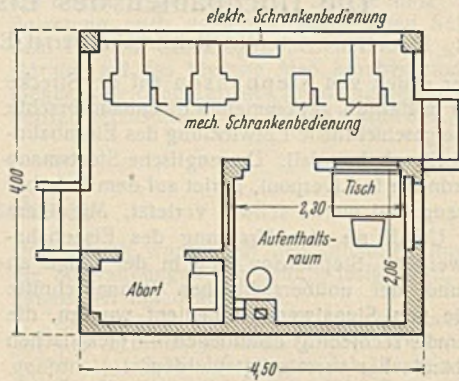 elektr. Schrankenbedienung
mech. Schrankenbedienung
4,00
Tisch
2,30
Aufenthalts-
raum
2,06
Abort
4,50